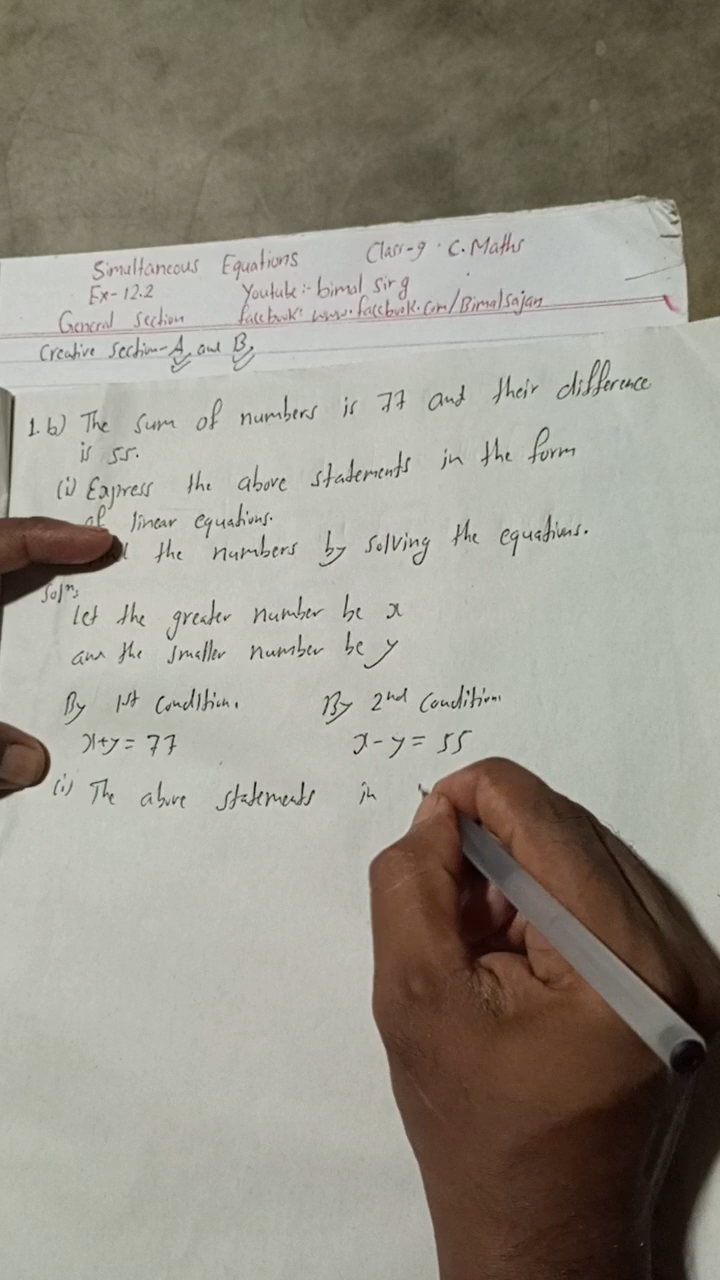 Simultaneous Equations Class-9 C. Maths
Ex-12.2 Youtube:- bimal sir g
General section facebook: www.facebook.com/Bimalsajan
Creative section-A and B
1. b) The sum of numbers is 77 and their difference
is 55.
(i) Express the above statements in the form
of linear equations.
the numbers by solving the equations.
Solnː
let the greater number be x
and the smaller number be y
By 1st condition. By 2nd condition
x+y = 77 x-y = 55
(i) The above statements in